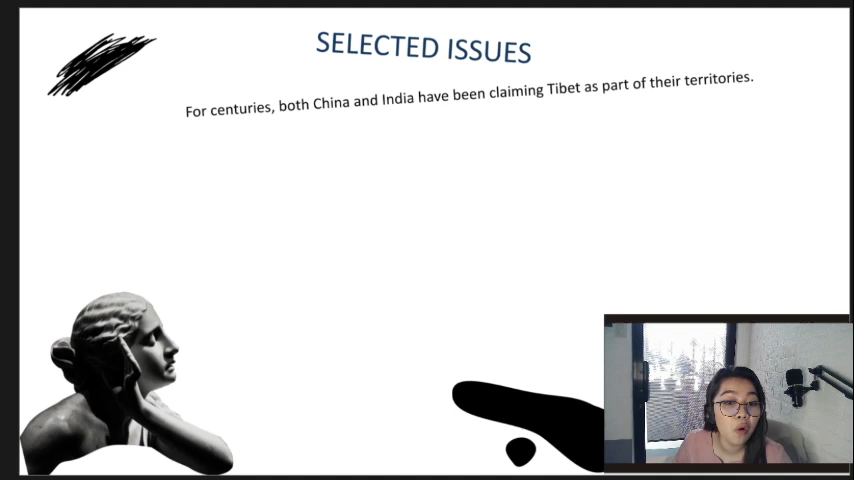 SELECTED ISSUES
For centuries, both China and India have been claiming Tibet as part of their territories.